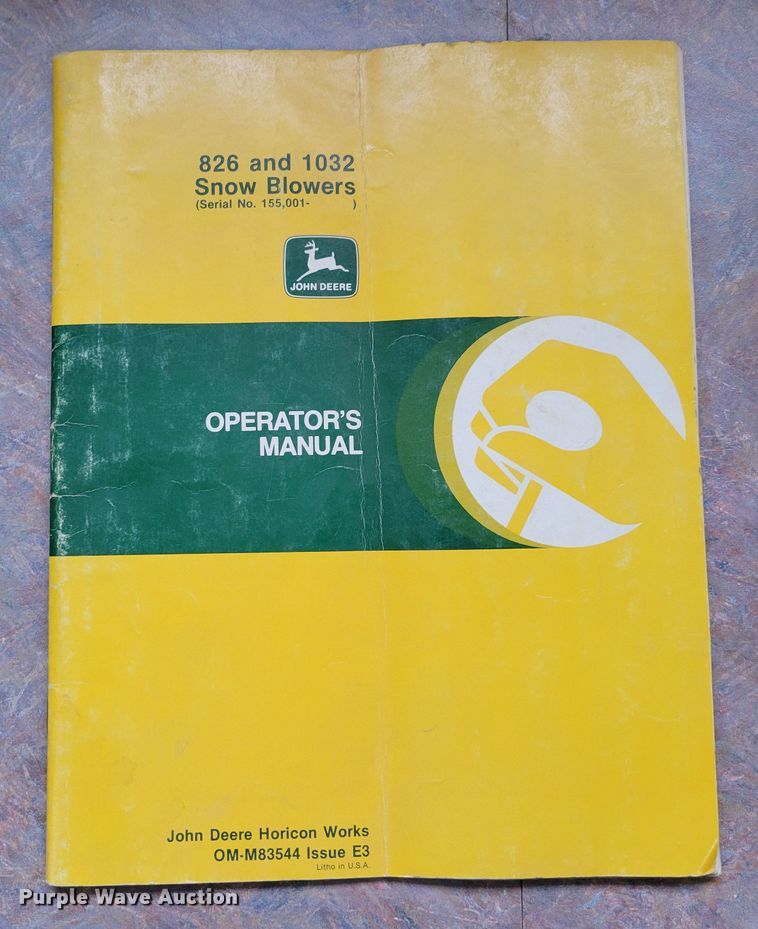 826 and 1032
Snow Blowers
(Serial No. 155,001- )
JOHN DEERE
OPERATOR'S
MANUAL
John Deere Horicon Works
OM-M83544 Issue E3
Litho in U.S.A.
Purple Wave Auction